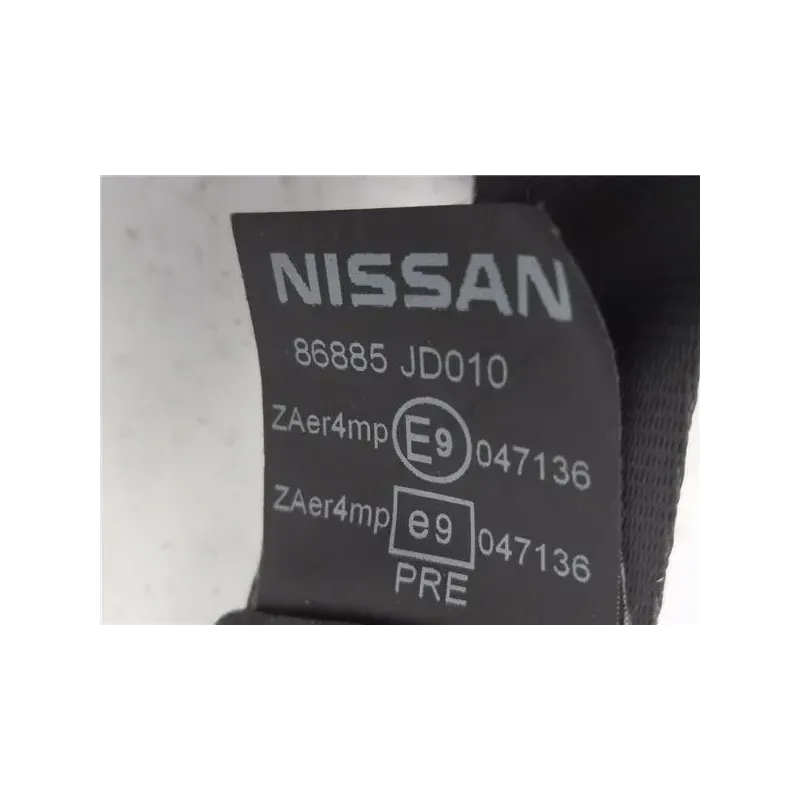 NISSAN
86885 JD010
ZAer4mp E9 047136
ZAer4mp e9 047136
PRE